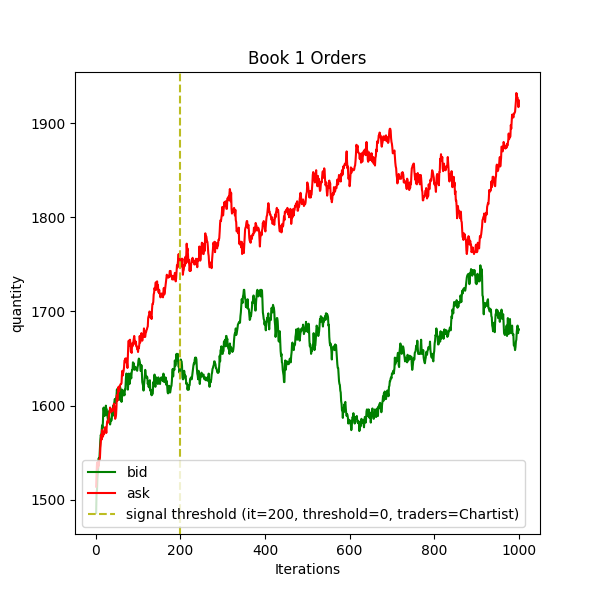 Book 1 Orders
quantity
1900
1800
1700
1600
1500
bid
ask
signal threshold (it=200, threshold=0, traders=Chartist)
0 200 400 600 800 1000
Iterations